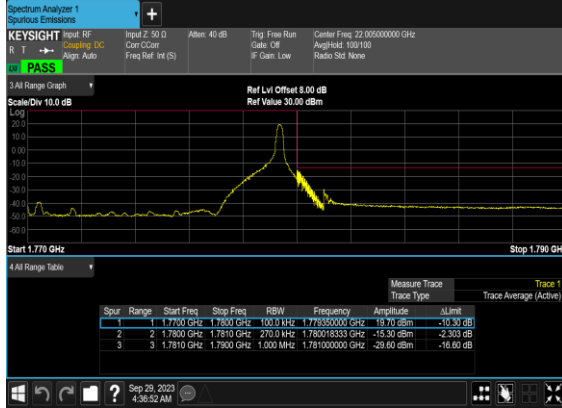 Spectrum Analyzer 1
Spurious Emissions
+
KEYSIGHT Input: RF Input Z: 50 Ω Atten: 40 dB Trig: Free Run Center Freq: 22.005000000 GHz
R T Coupling: DC Corr CCorr Gate: Off Avg|Hold: 100/100
Align: Auto Freq Ref: Int (S) IF Gain: Low Radio Std: None
PASS
3 All Range Graph
Ref Lvl Offset 8.00 dB
Scale/Div 10.0 dB Ref Value 30.00 dBm
Log
20.0
10.0
0.00
-10.0
-20.0
-30.0
-40.0
-50.0
-60.0
Start 1.770 GHz Stop 1.790 GH
4 All Range Table
Measure Trace Trace 1
Trace Type Trace Average (Active)
Spur Range Start Freq Stop Freq RBW Frequency Amplitude ΔLimit
1 1 1.7700 GHz 1.7800 GHz 100.0 kHz 1.779350000 GHz 19.70 dBm -10.30 dB
2 2 1.7800 GHz 1.7810 GHz 270.0 kHz 1.780018333 GHz -15.30 dBm -2.303 dB
3 3 1.7810 GHz 1.7900 GHz 1.000 MHz 1.781000000 GHz -29.60 dBm -16.60 dB
? Sep 29, 2023
4:36:52 AM